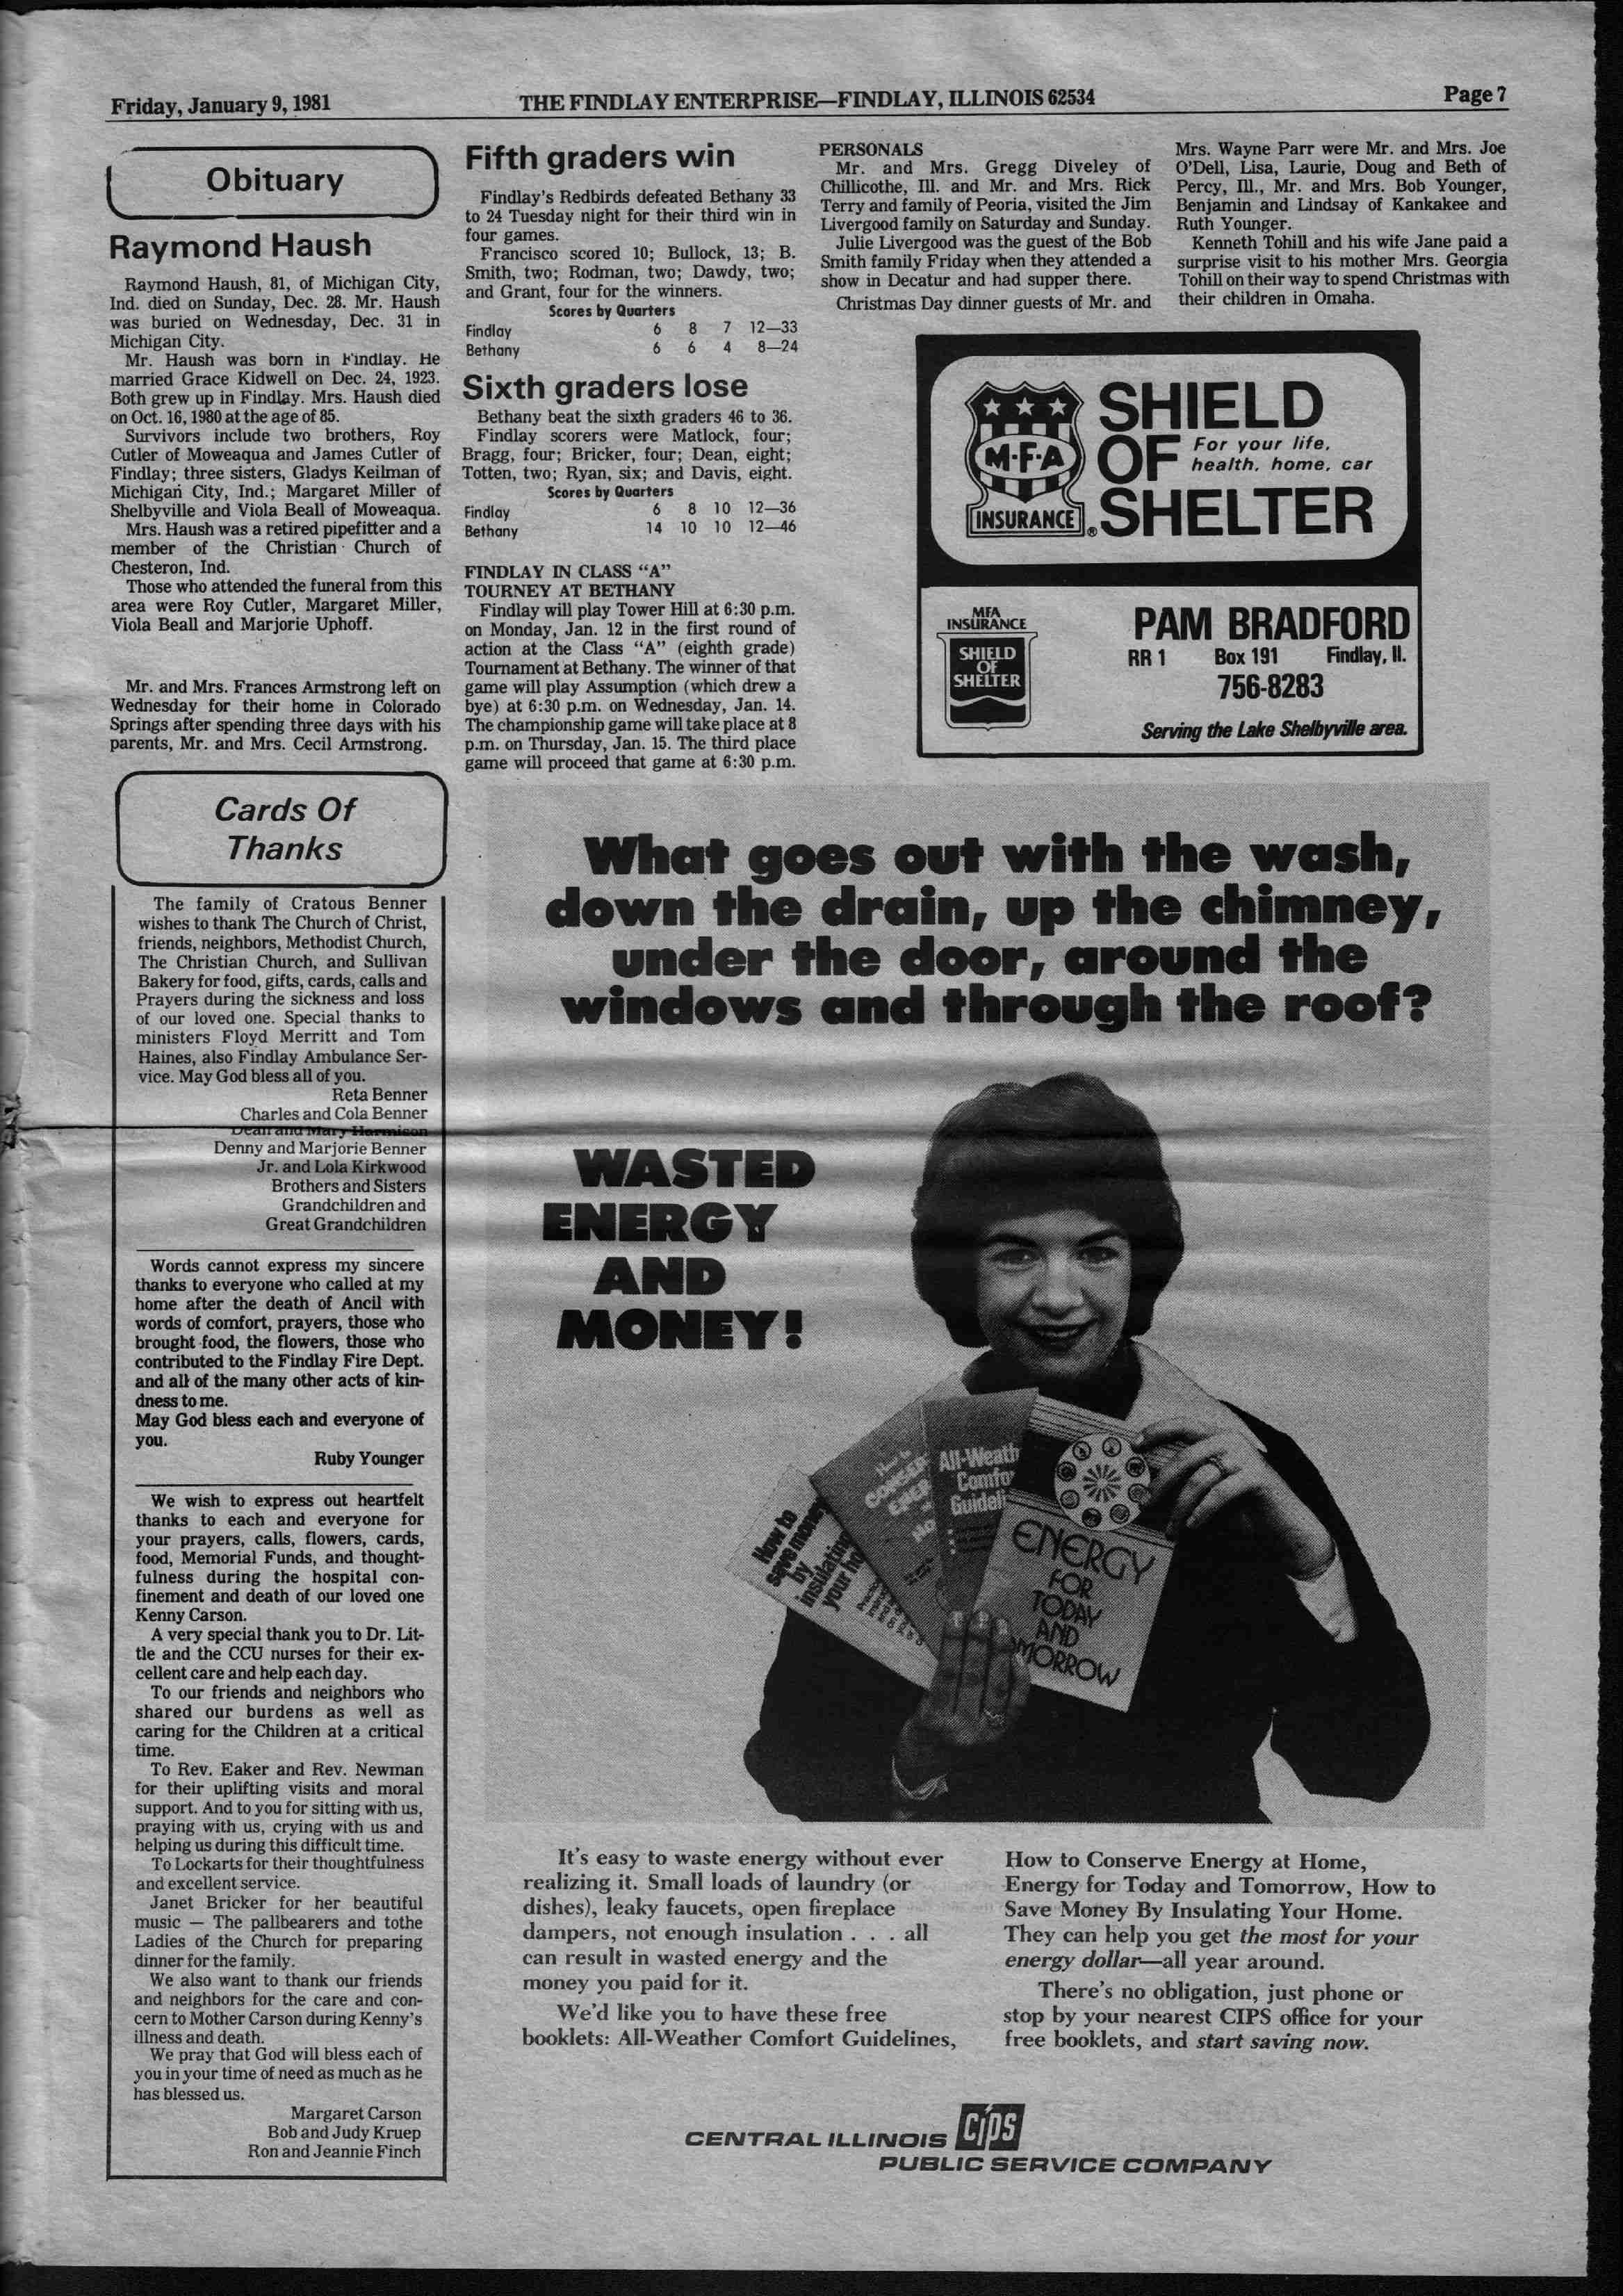 Friday, January 9, 1981
THE FINDLAY ENTERPRISE—FINDLAY, ILLINOIS 62534
Page 7
Obituary
Raymond Haush
Raymond Haush, 81, of Michigan City,
Ind. died on Sunday, Dec. 28. Mr. Haush
was buried on Wednesday, Dec. 31 in
Michigan City.
Mr. Haush was born in Findlay. He
married Grace Kidwell on Dec. 24, 1923.
Both grew up in Findlay. Mrs. Haush died
on Oct. 16, 1980 at the age of 85.
Survivors include two brothers, Roy
Cutler of Moweaqua and James Cutler of
Findlay; three sisters, Gladys Keilman of
Michigan City, Ind.; Margaret Miller of
Shelbyville and Viola Beall of Moweaqua.
Mrs. Haush was a retired pipefitter and a
member of the Christian Church of
Chesteron, Ind.
Those who attended the funeral from this
area were Roy Cutler, Margaret Miller,
Viola Beall and Marjorie Uphoff.
Mr. and Mrs. Frances Armstrong left on
Wednesday for their home in Colorado
Springs after spending three days with his
parents, Mr. and Mrs. Cecil Armstrong.
Cards Of
Thanks
The family of Cratous Benner
wishes to thank The Church of Christ,
friends, neighbors, Methodist Church,
The Christian Church, and Sullivan
Bakery for food, gifts, cards, calls and
Prayers during the sickness and loss
of our loved one. Special thanks to
ministers Floyd Merritt and Tom
Haines, also Findlay Ambulance Ser-
vice. May God bless all of you.
Reta Benner
Charles and Cola Benner
Dean and Mary Harmison
Denny and Marjorie Benner
Jr. and Lola Kirkwood
Brothers and Sisters
Grandchildren and
Great Grandchildren
Words cannot express my sincere
thanks to everyone who called at my
home after the death of Ancil with
words of comfort, prayers, those who
brought food, the flowers, those who
contributed to the Findlay Fire Dept.
and all of the many other acts of kin-
dness to me.
May God bless each and everyone of
you.
Ruby Younger
We wish to express out heartfelt
thanks to each and everyone for
your prayers, calls, flowers, cards,
food, Memorial Funds, and thought-
fulness during the hospital con-
finement and death of our loved one
Kenny Carson.
A very special thank you to Dr. Lit-
tle and the CCU nurses for their ex-
cellent care and help each day.
To our friends and neighbors who
shared our burdens as well as
caring for the Children at a critical
time.
To Rev. Eaker and Rev. Newman
for their uplifting visits and moral
support. And to you for sitting with us,
praying with us, crying with us and
helping us during this difficult time.
To Lockarts for their thoughtfulness
and excellent service.
Janet Bricker for her beautiful
music — The pallbearers and tothe
Ladies of the Church for preparing
dinner for the family.
We also want to thank our friends
and neighbors for the care and con-
cern to Mother Carson during Kenny's
illness and death.
We pray that God will bless each of
you in your time of need as much as he
has blessed us.
Margaret Carson
Bob and Judy Kruep
Ron and Jeannie Finch
Fifth graders win
Findlay's Redbirds defeated Bethany 33
to 24 Tuesday night for their third win in
four games.
Francisco scored 10; Bullock, 13; B.
Smith, two; Rodman, two; Dawdy, two;
and Grant, four for the winners.
Scores by Quarters
Findlay 6 8 7 12—33
Bethany 6 6 4 8—24
Sixth graders lose
Bethany beat the sixth graders 46 to 36.
Findlay scorers were Matlock, four;
Bragg, four; Bricker, four; Dean, eight;
Totten, two; Ryan, six; and Davis, eight.
Scores by Quarters
Findlay 6 8 10 12—36
Bethany 14 10 10 12—46
FINDLAY IN CLASS “A”
TOURNEY AT BETHANY
Findlay will play Tower Hill at 6:30 p.m.
on Monday, Jan. 12 in the first round of
action at the Class “A” (eighth grade)
Tournament at Bethany. The winner of that
game will play Assumption (which drew a
bye) at 6:30 p.m. on Wednesday, Jan. 14.
The championship game will take place at 8
p.m. on Thursday, Jan. 15. The third place
game will proceed that game at 6:30 p.m.
PERSONALS
Mr. and Mrs. Gregg Diveley of
Chillicothe, Ill. and Mr. and Mrs. Rick
Terry and family of Peoria, visited the Jim
Livergood family on Saturday and Sunday.
Julie Livergood was the guest of the Bob
Smith family Friday when they attended a
show in Decatur and had supper there.
Christmas Day dinner guests of Mr. and
Mrs. Wayne Parr were Mr. and Mrs. Joe
O'Dell, Lisa, Laurie, Doug and Beth of
Percy, Ill., Mr. and Mrs. Bob Younger,
Benjamin and Lindsay of Kankakee and
Ruth Younger.
Kenneth Tohill and his wife Jane paid a
surprise visit to his mother Mrs. Georgia
Tohill on their way to spend Christmas with
their children in Omaha.
M·F·A
INSURANCE
®
SHIELD
OF
For your life,
health, home, car
SHELTER
MFA
INSURANCE
SHIELD
OF
SHELTER
PAM BRADFORD
RR 1 Box 191 Findlay, Il.
756-8283
Serving the Lake Shelbyville area.
What goes out with the wash,
down the drain, up the chimney,
under the door, around the
windows and through the roof?
WASTED
ENERGY
AND
MONEY!
How to
save money
by
insulating
your ho
How to
CONSER
ENER
MO
All-Weath
Comfo
Guideli
ENERGY
FOR
TODAY
AND
MORROW
It's easy to waste energy without ever
realizing it. Small loads of laundry (or
dishes), leaky faucets, open fireplace
dampers, not enough insulation . . . all
can result in wasted energy and the
money you paid for it.
We'd like you to have these free
booklets: All-Weather Comfort Guidelines,
How to Conserve Energy at Home,
Energy for Today and Tomorrow, How to
Save Money By Insulating Your Home.
They can help you get the most for your
energy dollar—all year around.
There's no obligation, just phone or
stop by your nearest CIPS office for your
free booklets, and start saving now.
CENTRAL ILLINOIS
CIPS
PUBLIC SERVICE COMPANY